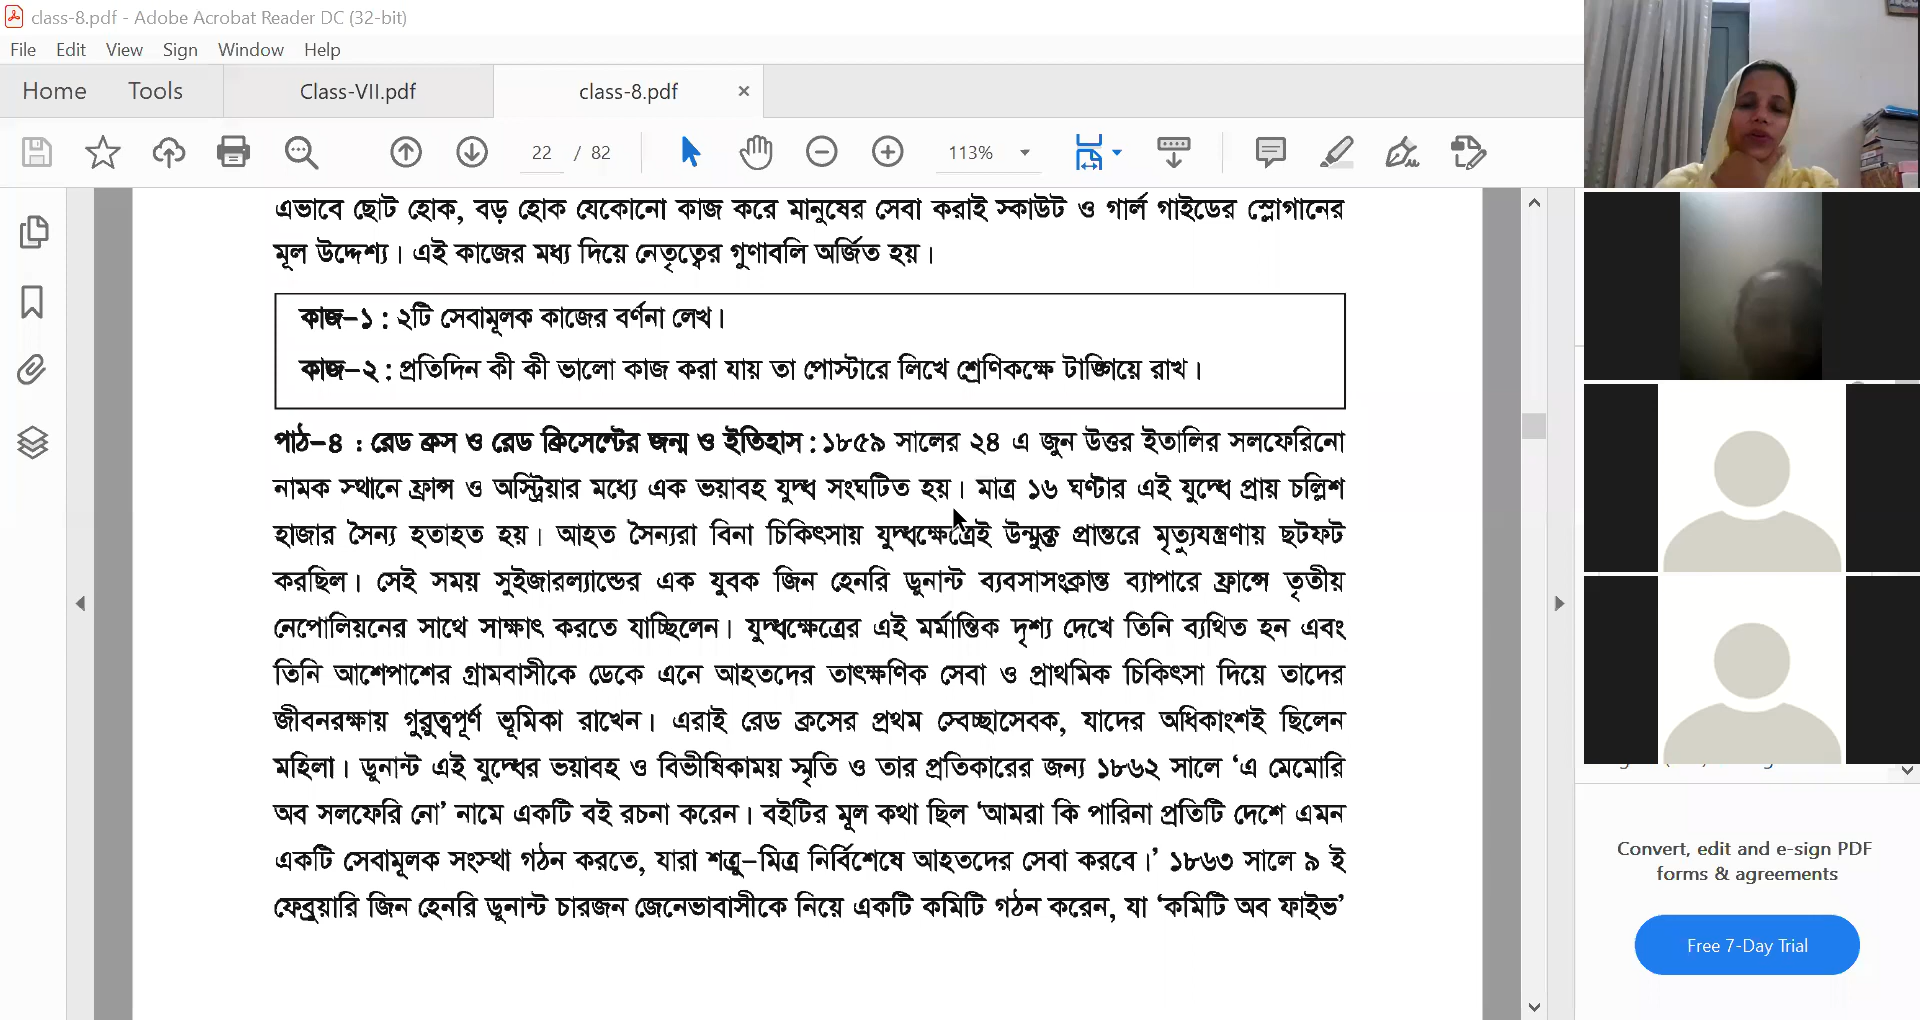 class-8.pdf - Adobe Acrobat Reader DC (32-bit)
File Edit View Sign Window Help
Home Tools Class-VII.pdf class-8.pdf ×
22 / 82 113%
এভাবে ছোট হোক, বড় হোক যেকোনো কাজ করে মানুষের সেবা করাই স্কাউট ও গার্ল গাইডের স্লোগানের
মূল উদ্দেশ্য। এই কাজের মধ্য দিয়ে নেতৃত্বের গুণাবলি অর্জিত হয়।
কাজ–১ : ২টি সেবামূলক কাজের বর্ণনা লেখ।
কাজ–২ : প্রতিদিন কী কী ভালো কাজ করা যায় তা পোস্টারে লিখে শ্রেণিকক্ষে টাঙ্গিায়ে রাখ।
পাঠ–৪ : রেড ক্রস ও রেড ক্রিসেন্টের জন্ম ও ইতিহাস : ১৮৫৯ সালের ২৪ এ জুন উত্তর ইতালির সলফেরিনো
নামক স্থানে ফ্রান্স ও অস্ট্রিয়ার মধ্যে এক ভয়াবহ যুদ্ধ সংঘটিত হয়। মাত্র ১৬ ঘণ্টার এই যুদ্ধে প্রায় চল্লিশ
হাজার সৈন্য হতাহত হয়। আহত সৈন্যরা বিনা চিকিৎসায় যুদ্ধক্ষেত্রেই উন্মুক্ত প্রান্তরে মৃত্যুযন্ত্রণায় ছটফট
করছিল। সেই সময় সুইজারল্যান্ডের এক যুবক জিন হেনরি ডুনান্ট ব্যবসাসংক্রান্ত ব্যাপারে ফ্রান্সে তৃতীয়
নেপোলিয়নের সাথে সাক্ষাৎ করতে যাচ্ছিলেন। যুদ্ধক্ষেত্রের এই মর্মান্তিক দৃশ্য দেখে তিনি ব্যথিত হন এবং
তিনি আশেপাশের গ্রামবাসীকে ডেকে এনে আহতদের তাৎক্ষণিক সেবা ও প্রাথমিক চিকিৎসা দিয়ে তাদের
জীবনরক্ষায় গুরুত্বপূর্ণ ভূমিকা রাখেন। এরাই রেড ক্রসের প্রথম স্বেচ্ছাসেবক, যাদের অধিকাংশই ছিলেন
মহিলা। ডুনান্ট এই যুদ্ধের ভয়াবহ ও বিভীষিকাময় স্মৃতি ও তার প্রতিকারের জন্য ১৮৬২ সালে ‘এ মেমোরি
অব সলফেরি নো’ নামে একটি বই রচনা করেন। বইটির মূল কথা ছিল ‘আমরা কি পারিনা প্রতিটি দেশে এমন
একটি সেবামূলক সংস্থা গঠন করতে, যারা শত্রু–মিত্র নির্বিশেষে আহতদের সেবা করবে।’ ১৮৬৩ সালে ৯ ই
ফেব্রুয়ারি জিন হেনরি ডুনান্ট চারজন জেনেভাবাসীকে নিয়ে একটি কমিটি গঠন করেন, যা ‘কমিটি অব ফাইভ’
Convert, edit and e-sign PDF
forms & agreements
Free 7-Day Trial